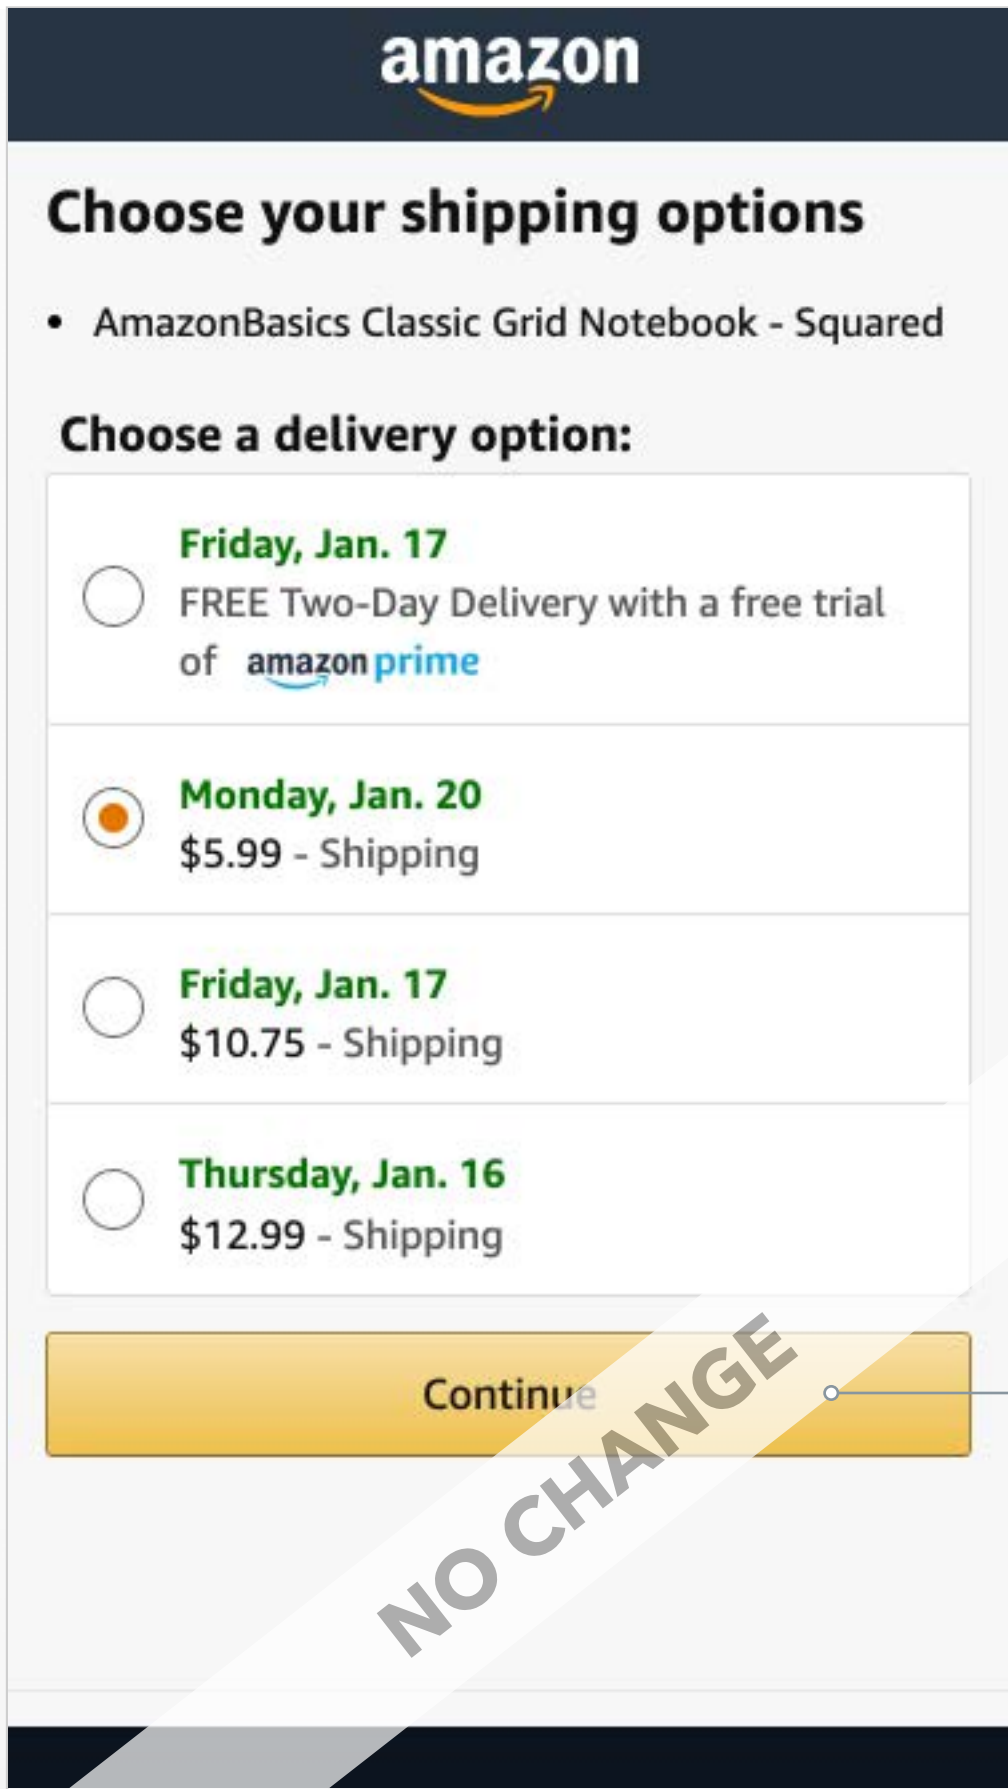 amazon
Choose your shipping options
• AmazonBasics Classic Grid Notebook - Squared
Choose a delivery option:
Friday, Jan. 17
FREE Two-Day Delivery with a free trial
of amazon prime
Monday, Jan. 20
$5.99 - Shipping
Friday, Jan. 17
$10.75 - Shipping
Thursday, Jan. 16
$12.99 - Shipping
Continue
NO CHANGE